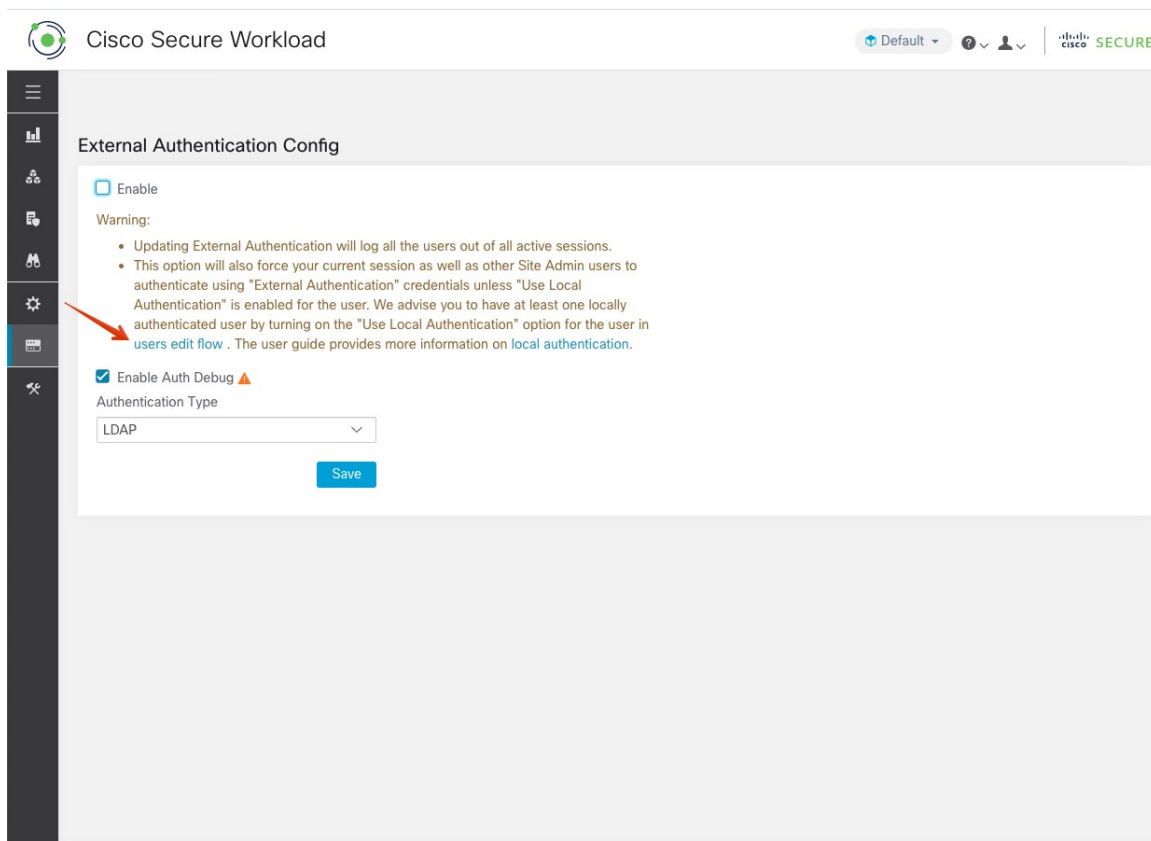 Cisco Secure Workload
Default
CISCO SECURE
External Authentication Config
Enable
Warning:
• Updating External Authentication will log all the users out of all active sessions.
• This option will also force your current session as well as other Site Admin users to
authenticate using "External Authentication" credentials unless "Use Local
Authentication" is enabled for the user. We advise you to have at least one locally
authenticated user by turning on the "Use Local Authentication" option for the user in
users edit flow . The user guide provides more information on local authentication.
Enable Auth Debug
Authentication Type
LDAP
Save